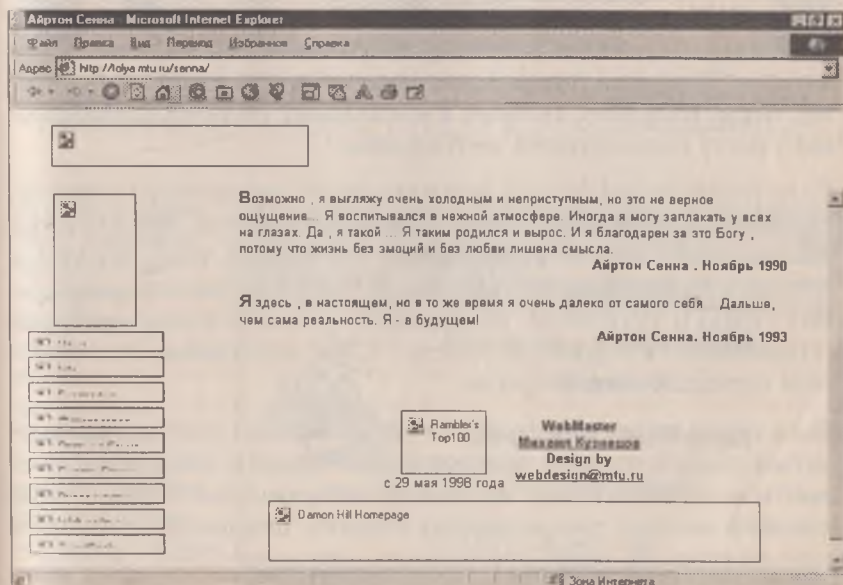 Айртон Сенна - Microsoft Internet Explorer
Файл Правка Вид Переход Избранное Справка
Адрес http://lolya.mtu.ru/senna/
Возможно , я выгляжу очень холодным и неприступным, но это не верное
ощущение... Я воспитывался в нежной атмосфере. Иногда я могу заплакать у всех
на глазах. Да , я такой ... Я таким родился и вырос. И я благодарен за это Богу ,
потому что жизнь без эмоций и без любви лишена смысла.
Айртон Сенна . Ноябрь 1990
Я здесь , в настоящем, но в то же время я очень далеко от самого себя... Дальше,
чем сама реальность. Я - в будущем!
Айртон Сенна. Ноябрь 1993
Rambler's
Top100
с 29 мая 1998 года
WebMaster
Михаил Кузнецов
Design by
webdesign@mtu.ru
Damon Hill Homepage
Зона Интернета